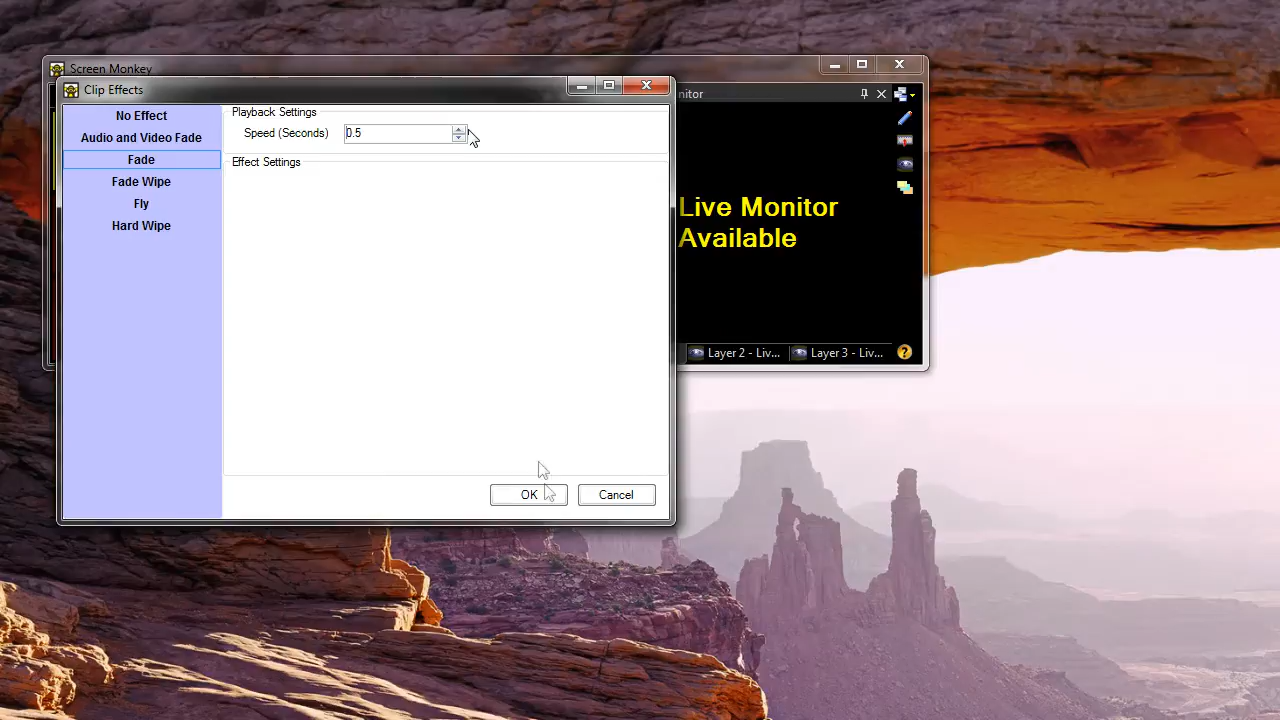 Screen Monkey
Clip Effects
nitor
No Effect
Audio and Video Fade
Fade
Fade Wipe
Fly
Hard Wipe
Playback Settings
Speed (Seconds)
0.5
Effect Settings
Live Monitor
Available
Layer 2 - Liv...
Layer 3 - Liv...
?
OK
Cancel